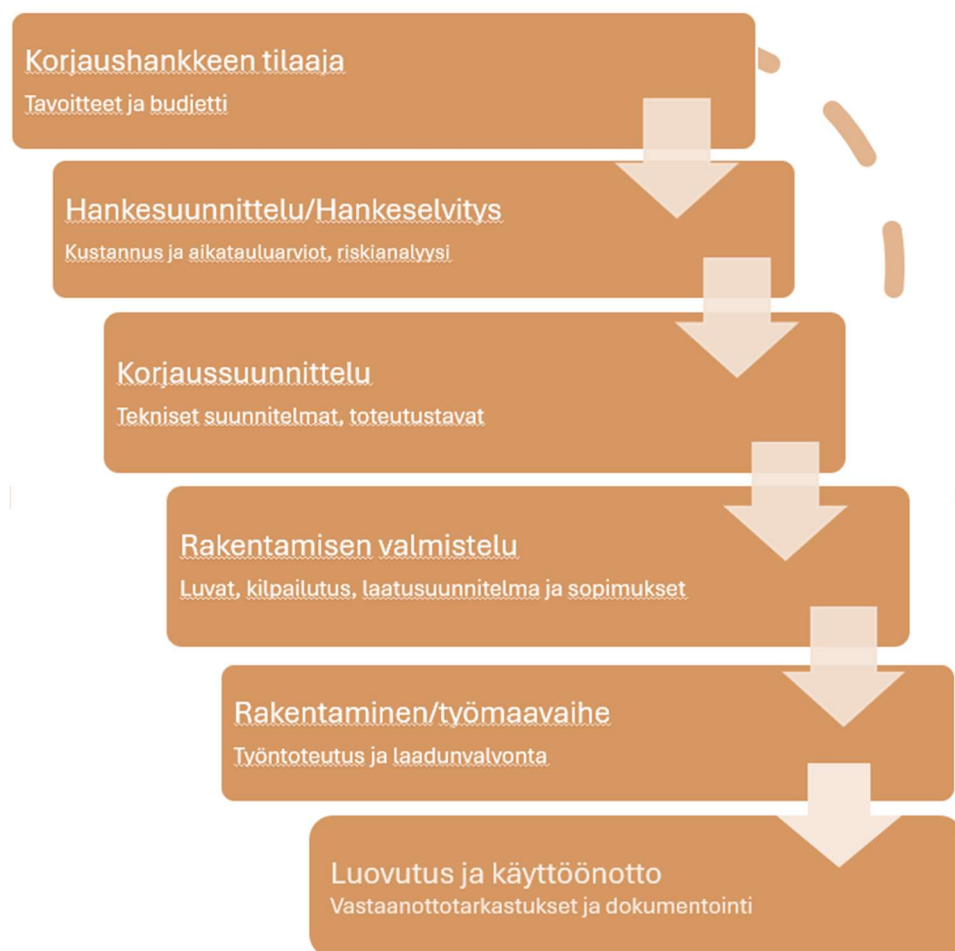 Korjaushankkeen tilaaja
Tavoitteet ja budjetti
Hankesuunnittelu/Hankeselvitys
Kustannus ja aikatauluarviot, riskianalyysi
Korjaussuunnittelu
Tekniset suunnitelmat, toteutustavat
Rakentamisen valmistelu
Luvat, kilpailutus, laatusuunnitelma ja sopimukset
Rakentaminen/työmaavaihe
Työntoteutus ja laadunvalvonta
Luovutus ja käyttöönotto
Vastaanottotarkastukset ja dokumentointi